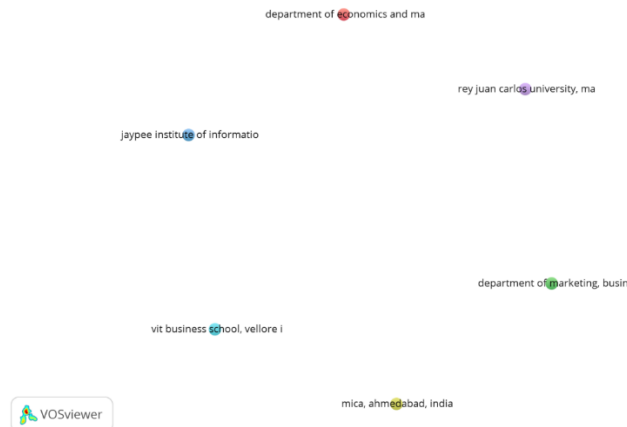 department of economics and ma
rey juan carlos university, ma
jaypee institute of informatio
department of marketing, busin
vit business school, vellore i
mica, ahmedabad, india
VOSviewer